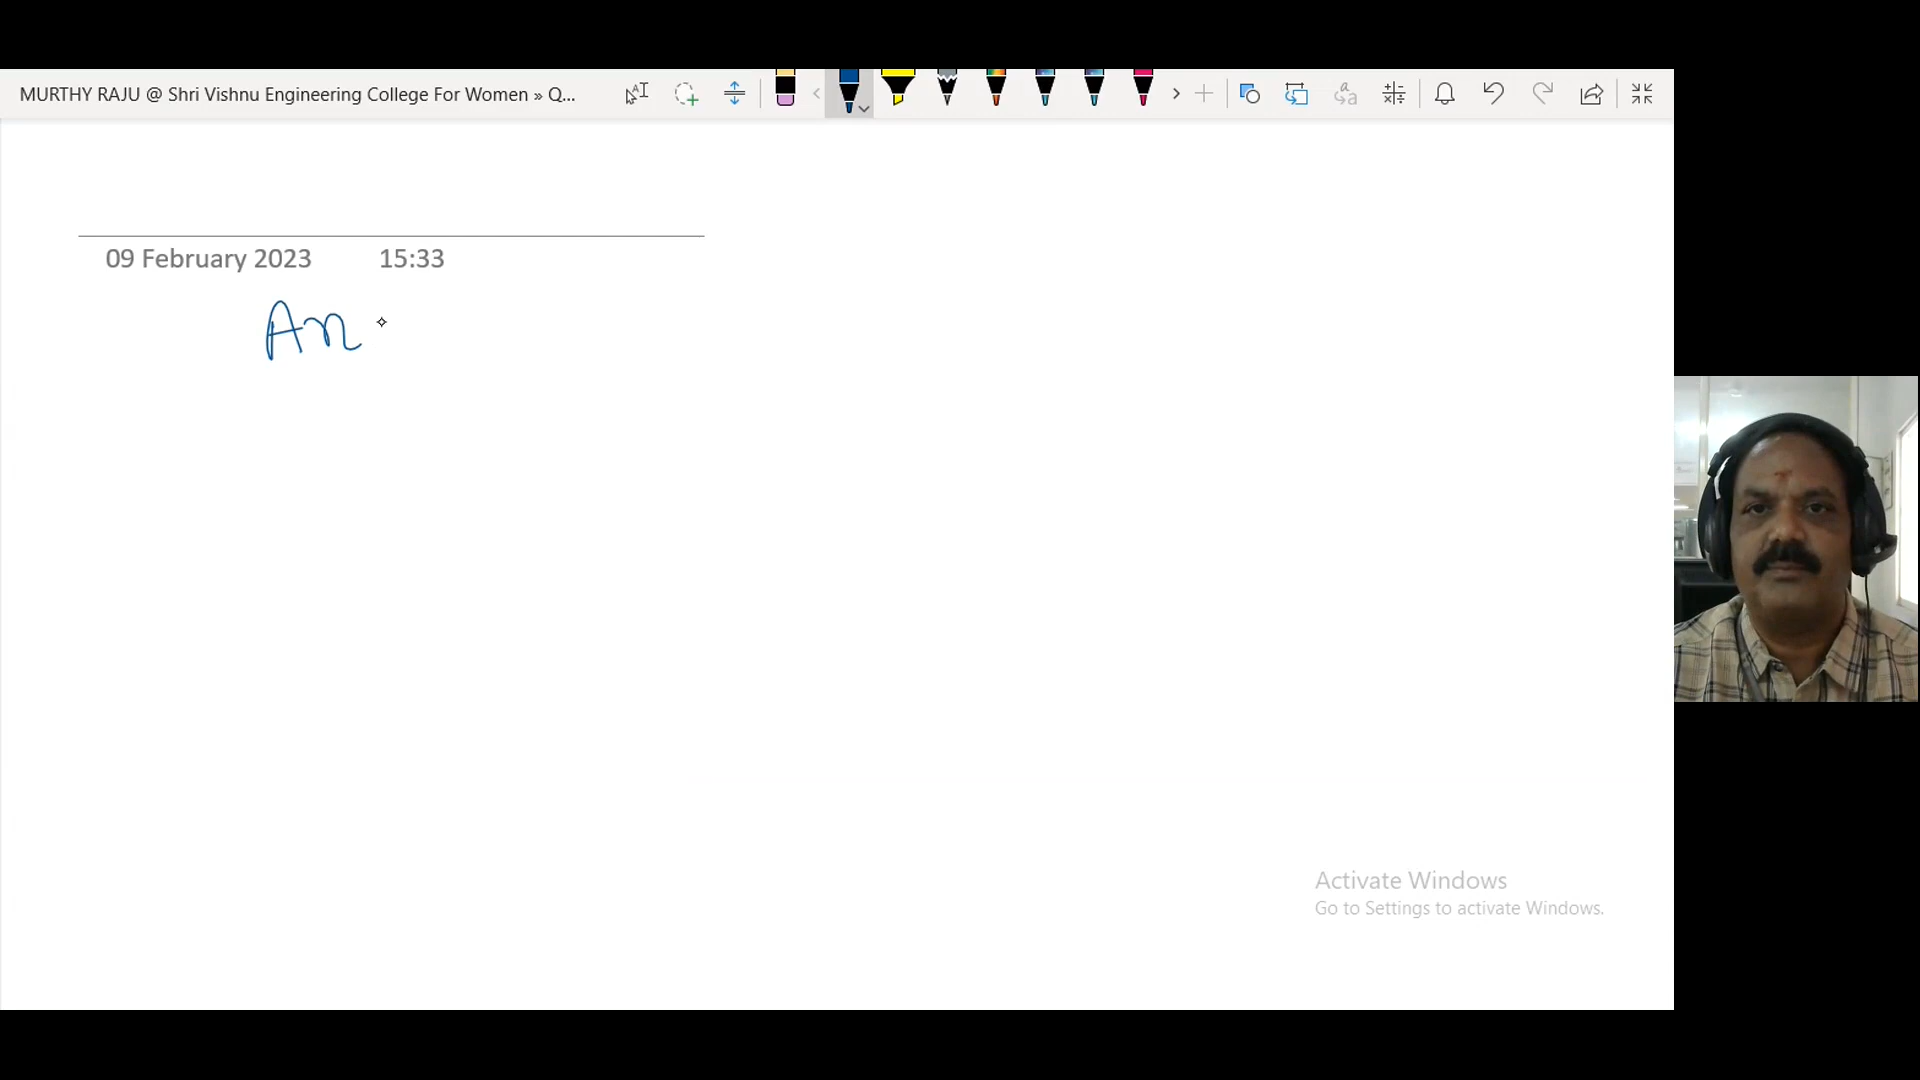 MURTHY RAJU @ Shri Vishnu Engineering College For Women » Q...
09 February 2023 15:33
An
Activate Windows
Go to Settings to activate Windows.